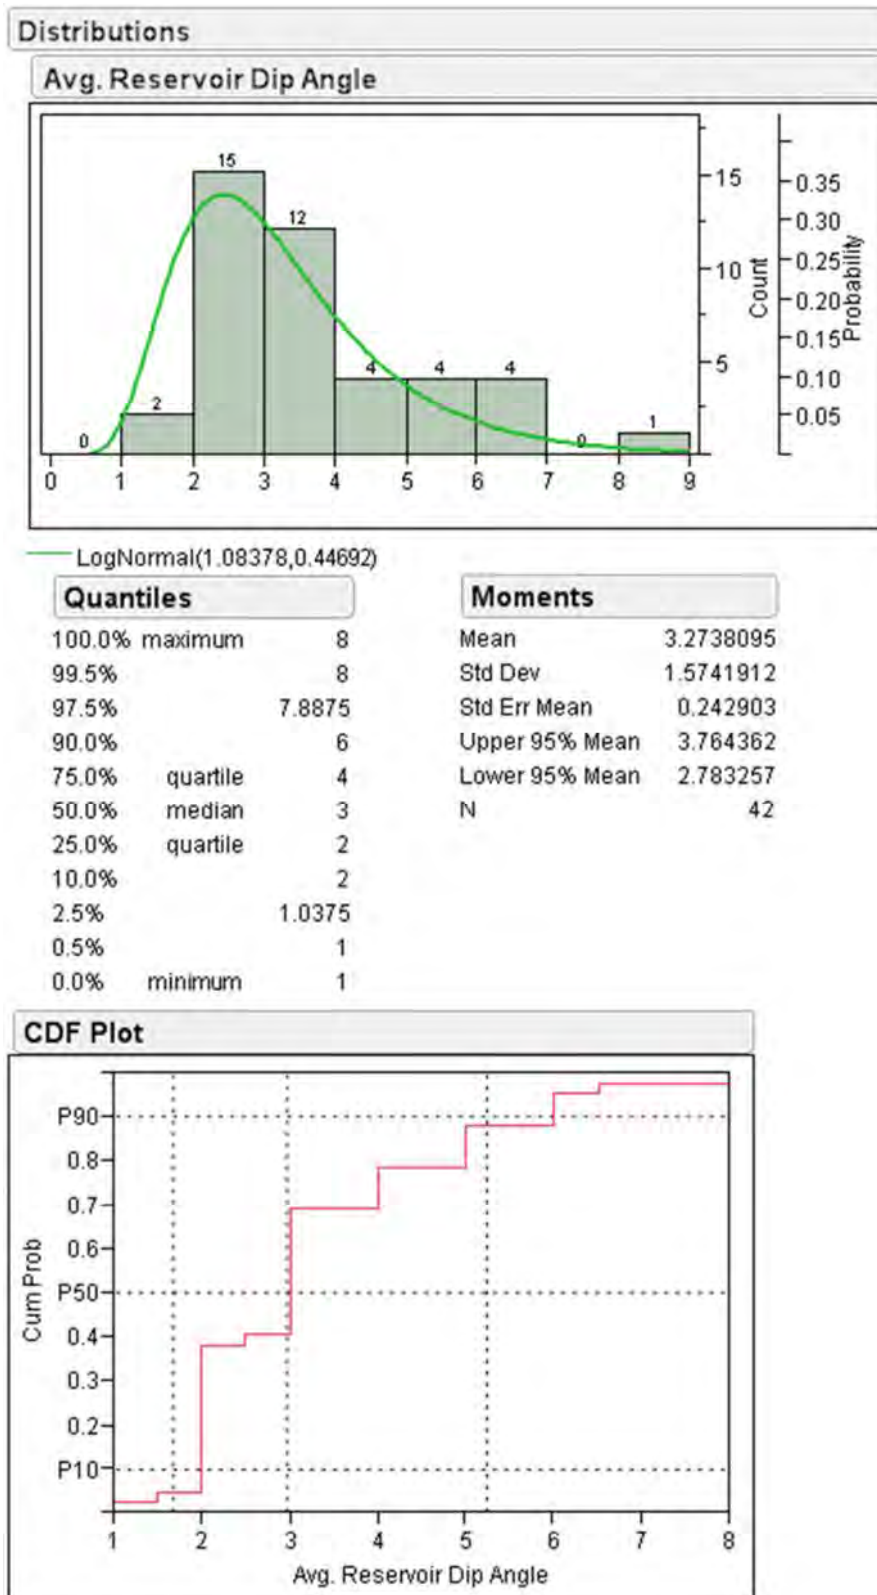 Distributions
Avg. Reservoir Dip Angle
0 2 15 12 4 4 4 0 1
15
10
5
Count
0.35
0.30
0.25
0.20
0.15
0.10
0.05
Probability
0 1 2 3 4 5 6 7 8 9
LogNormal(1.08378,0.44692)
Quantiles
100.0% maximum 8
99.5% 8
97.5% 7.8875
90.0% 6
75.0% quartile 4
50.0% median 3
25.0% quartile 2
10.0% 2
2.5% 1.0375
0.5% 1
0.0% minimum 1
Moments
Mean 3.2738095
Std Dev 1.5741912
Std Err Mean 0.242903
Upper 95% Mean 3.764362
Lower 95% Mean 2.783257
N 42
CDF Plot
P90
0.8
0.7
0.6
P50
0.4
0.3
0.2
P10
Cum Prob
1 2 3 4 5 6 7 8
Avg. Reservoir Dip Angle